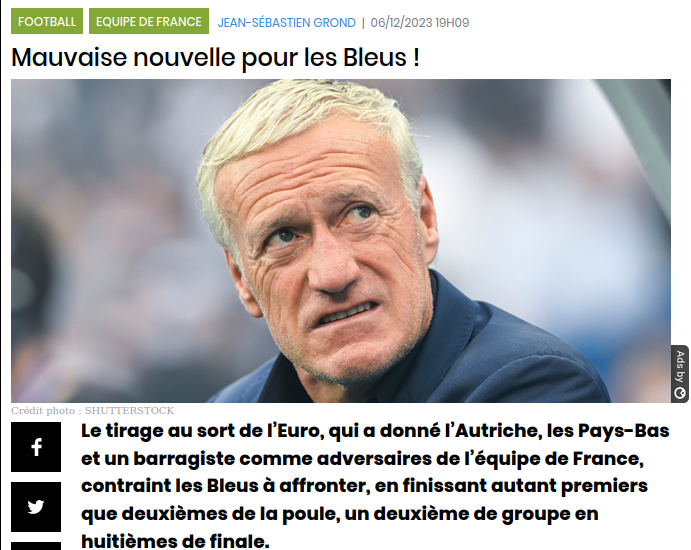 FOOTBALL EQUIPE DE FRANCE JEAN-SÉBASTIEN GROND | 06/12/2023 19H09
Mauvaise nouvelle pour les Bleus !
Ads by
Crédit photo : SHUTTERSTOCK
Le tirage au sort de l’Euro, qui a donné l’Autriche, les Pays-Bas
et un barragiste comme adversaires de l’équipe de France,
contraint les Bleus à affronter, en finissant autant premiers
que deuxièmes de la poule, un deuxième de groupe en
huitièmes de finale.